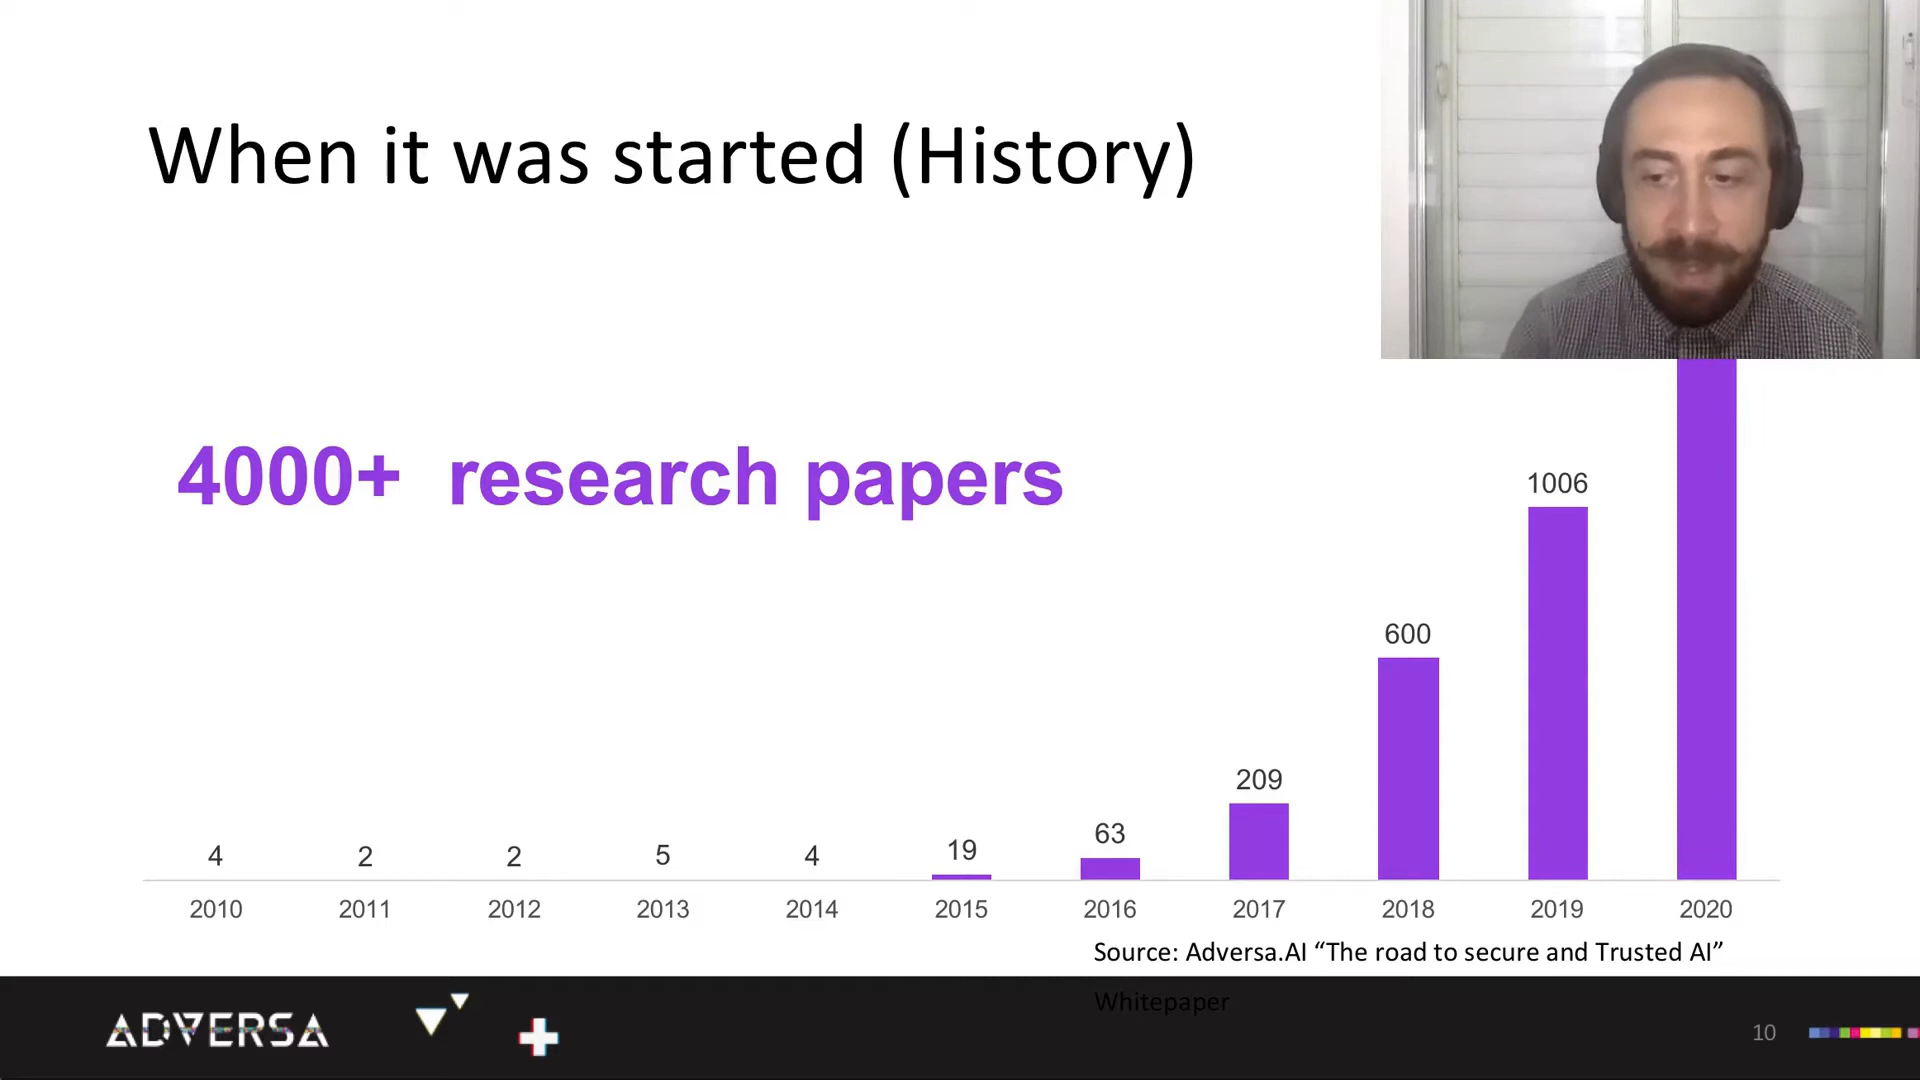 When it was started (History)
4000+ research papers
1006
600
209
63
19
4 2 2 5 4
2010 2011 2012 2013 2014 2015 2016 2017 2018 2019 2020
Source: Adversa.AI “The road to secure and Trusted AI”
Whitepaper
ADVERSA
10